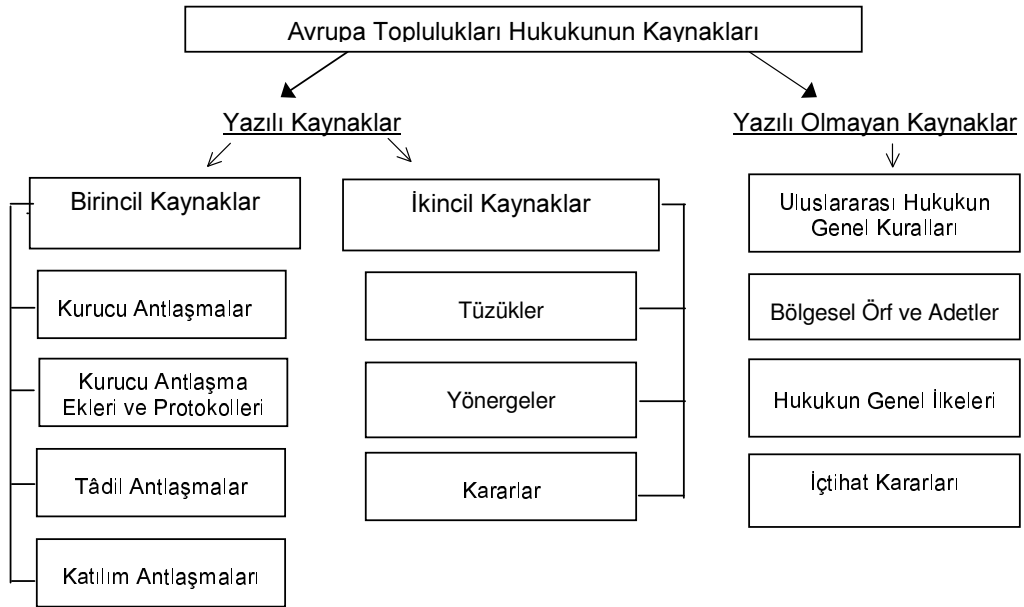 Avrupa Toplulukları Hukukunun Kaynakları
Yazılı Kaynaklar
Yazılı Olmayan Kaynaklar
Birincil Kaynaklar
Kurucu Antlaşmalar
Kurucu Antlaşma
Ekleri ve Protokolleri
Tâdil Antlaşmalar
Katılım Antlaşmaları
İkincil Kaynaklar
Tüzükler
Yönergeler
Kararlar
Uluslararası Hukukun
Genel Kuralları
Bölgesel Örf ve Adetler
Hukukun Genel İlkeleri
İçtihat Kararları